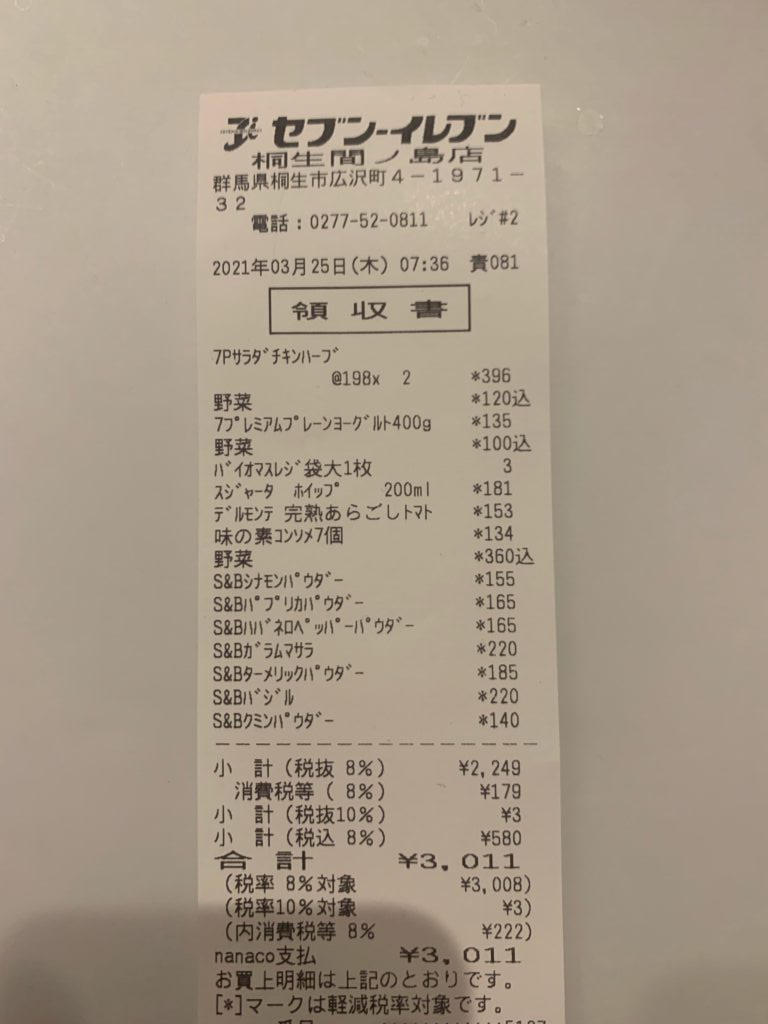 セブン-イレブン
桐生間ノ島店
群馬県桐生市広沢町4-1971-
32
電話:0277-52-0811 ﾚｼﾞ#2
2021年03月25日(木) 07:36 責081
領収書
7Pｻﾗﾀﾞﾁｷﾝﾊｰﾌﾞ
@198x 2 *396
野菜 *120込
7ﾌﾟﾚﾐｱﾑﾌﾟﾚｰﾝﾖｰｸﾞﾙﾄ400g *135
野菜 *100込
ﾊﾞｲｵﾏｽﾚｼﾞ袋大1枚 3
ｽｼﾞｬｰﾀ ﾎｲｯﾌﾟ 200ml *181
ﾃﾞﾙﾓﾝﾃ 完熟あらごしﾄﾏﾄ *153
味の素ｺﾝｿﾒ7個 *134
野菜 *360込
S&Bｼﾅﾓﾝﾊﾟｳﾀﾞｰ *155
S&Bﾊﾟﾌﾟﾘｶﾊﾟｳﾀﾞｰ *165
S&Bﾊﾊﾞﾈﾛﾍﾟｯﾊﾟｰﾊﾟｳﾀﾞｰ *165
S&Bｶﾞﾗﾑﾏｻﾗ *220
S&Bﾀｰﾒﾘｯｸﾊﾟｳﾀﾞｰ *185
S&Bﾊﾞｼﾞﾙ *220
S&Bｸﾐﾝﾊﾟｳﾀﾞｰ *140
小 計(税抜 8%) ¥2,249
消費税等( 8%) ¥179
小 計(税抜10%) ¥3
小 計(税込 8%) ¥580
合 計 ¥3,011
(税率 8%対象 ¥3,008)
(税率10%対象 ¥3)
(内消費税等 8% ¥222)
nanaco支払 ¥3,011
お買上明細は上記のとおりです。
[*]マークは軽減税率対象です。